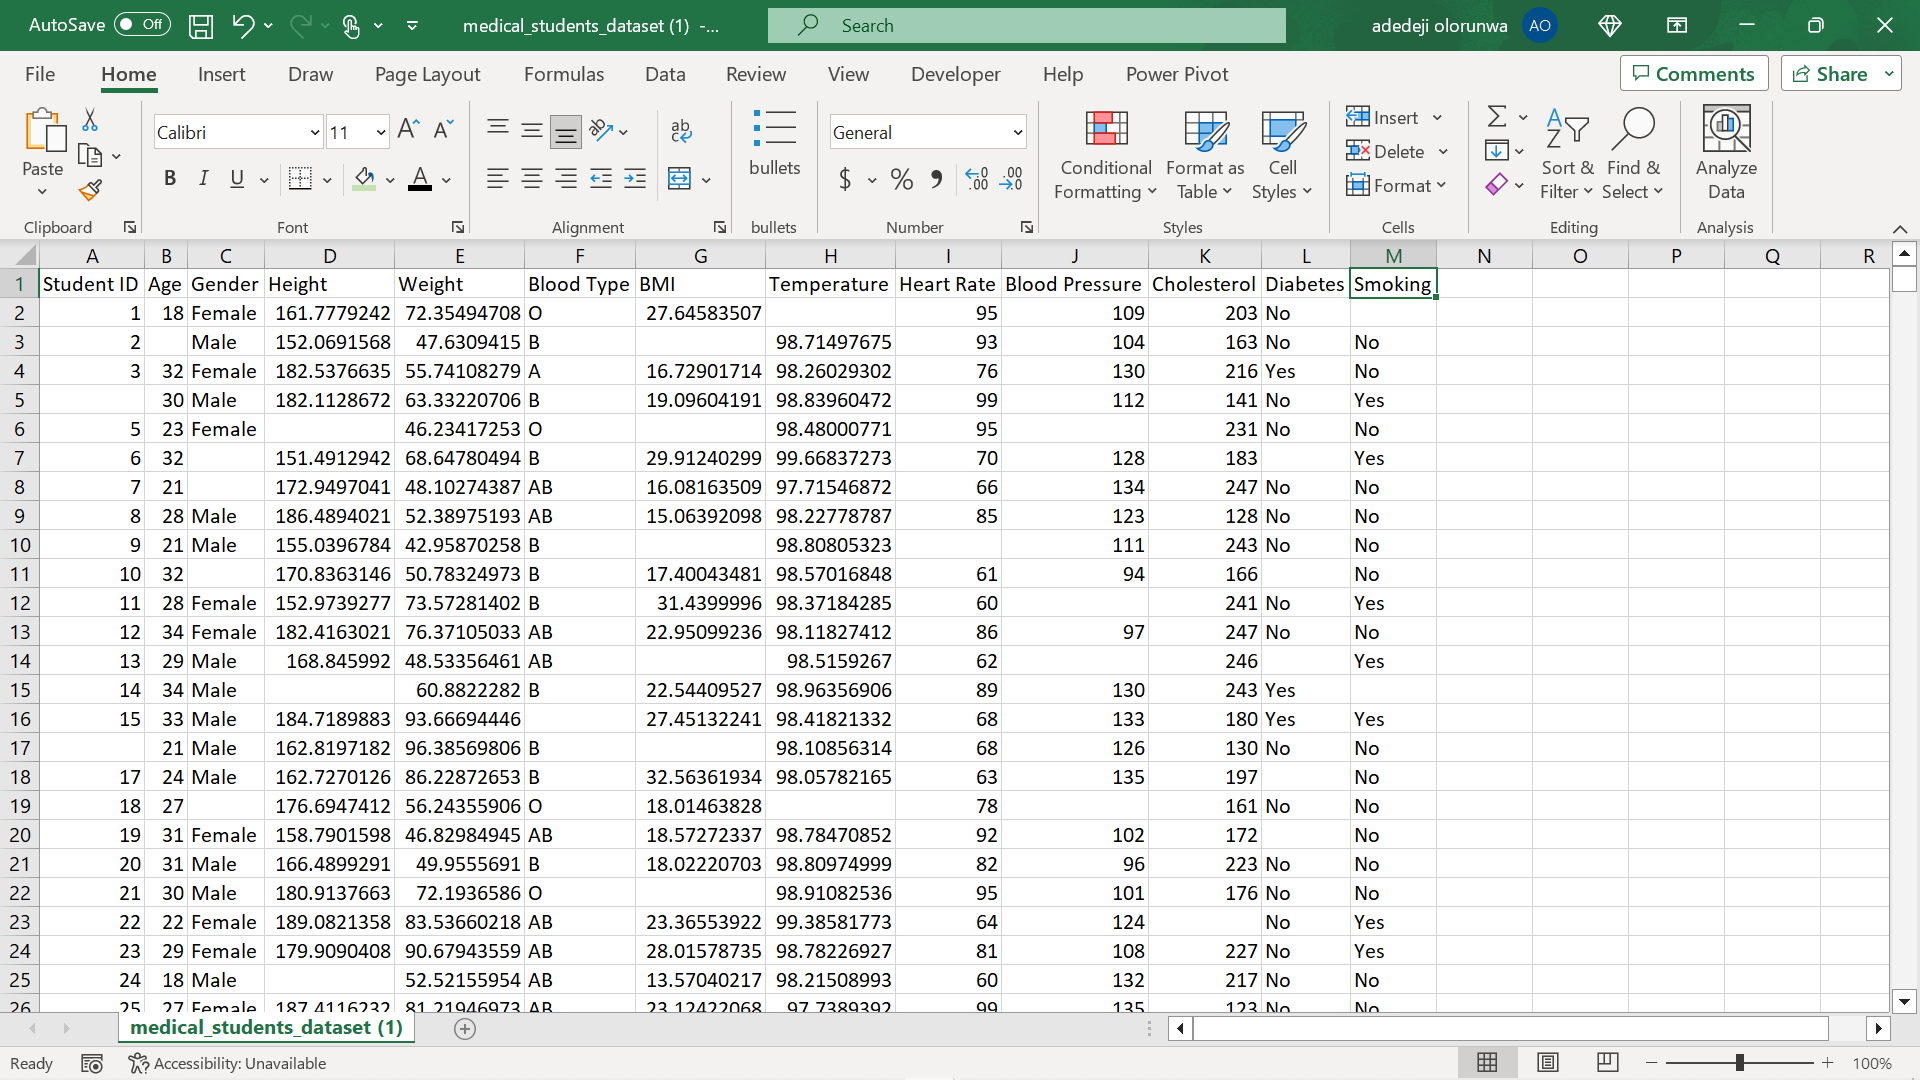 AutoSave Off medical_students_dataset (1) -... Search adedeji olorunwa AO
File Home Insert Draw Page Layout Formulas Data Review View Developer Help Power Pivot Comments Share
Paste Calibri 11 B I U A ab bullets General $ % .00 .00 Conditional Formatting Format as Table Cell Styles Insert Delete Format Sort & Filter Find & Select Analyze Data
Clipboard Font Alignment bullets Number Styles Cells Editing Analysis
A B C D E F G H I J K L M N O P Q R
1 Student ID Age Gender Height Weight Blood Type BMI Temperature Heart Rate Blood Pressure Cholesterol Diabetes Smoking
2 1 18 Female 161.7779242 72.35494708 O 27.64583507 95 109 203 No
3 2 Male 152.0691568 47.6309415 B 98.71497675 93 104 163 No No
4 3 32 Female 182.5376635 55.74108279 A 16.72901714 98.26029302 76 130 216 Yes No
5 30 Male 182.1128672 63.33220706 B 19.09604191 98.83960472 99 112 141 No Yes
6 5 23 Female 46.23417253 O 98.48000771 95 231 No No
7 6 32 151.4912942 68.64780494 B 29.91240299 99.66837273 70 128 183 Yes
8 7 21 172.9497041 48.10274387 AB 16.08163509 97.71546872 66 134 247 No No
9 8 28 Male 186.4894021 52.38975193 AB 15.06392098 98.22778787 85 123 128 No No
10 9 21 Male 155.0396784 42.95870258 B 98.80805323 111 243 No No
11 10 32 170.8363146 50.78324973 B 17.40043481 98.57016848 61 94 166 No
12 11 28 Female 152.9739277 73.57281402 B 31.4399996 98.37184285 60 241 No Yes
13 12 34 Female 182.4163021 76.37105033 AB 22.95099236 98.11827412 86 97 247 No No
14 13 29 Male 168.845992 48.53356461 AB 98.5159267 62 246 Yes
15 14 34 Male 60.8822282 B 22.54409527 98.96356906 89 130 243 Yes
16 15 33 Male 184.7189883 93.66694446 27.45132241 98.41821332 68 133 180 Yes Yes
17 21 Male 162.8197182 96.38569806 B 98.10856314 68 126 130 No No
18 17 24 Male 162.7270126 86.22872653 B 32.56361934 98.05782165 63 135 197 No
19 18 27 176.6947412 56.24355906 O 18.01463828 78 161 No No
20 19 31 Female 158.7901598 46.82984945 AB 18.57272337 98.78470852 92 102 172 No
21 20 31 Male 166.4899291 49.9555691 B 18.02220703 98.80974999 82 96 223 No No
22 21 30 Male 180.9137663 72.1936586 O 98.91082536 95 101 176 No No
23 22 22 Female 189.0821358 83.53660218 AB 23.36553922 99.38581773 64 124 No Yes
24 23 29 Female 179.9090408 90.67943559 AB 28.01578735 98.78226927 81 108 227 No Yes
25 24 18 Male 52.52155954 AB 13.57040217 98.21508993 60 132 217 No No
26 25 27 Female 187.4116232 81.21946973 AB 23.12422068 97.7389392 99 135 123 No No
medical_students_dataset (1)
Ready Accessibility: Unavailable 100%